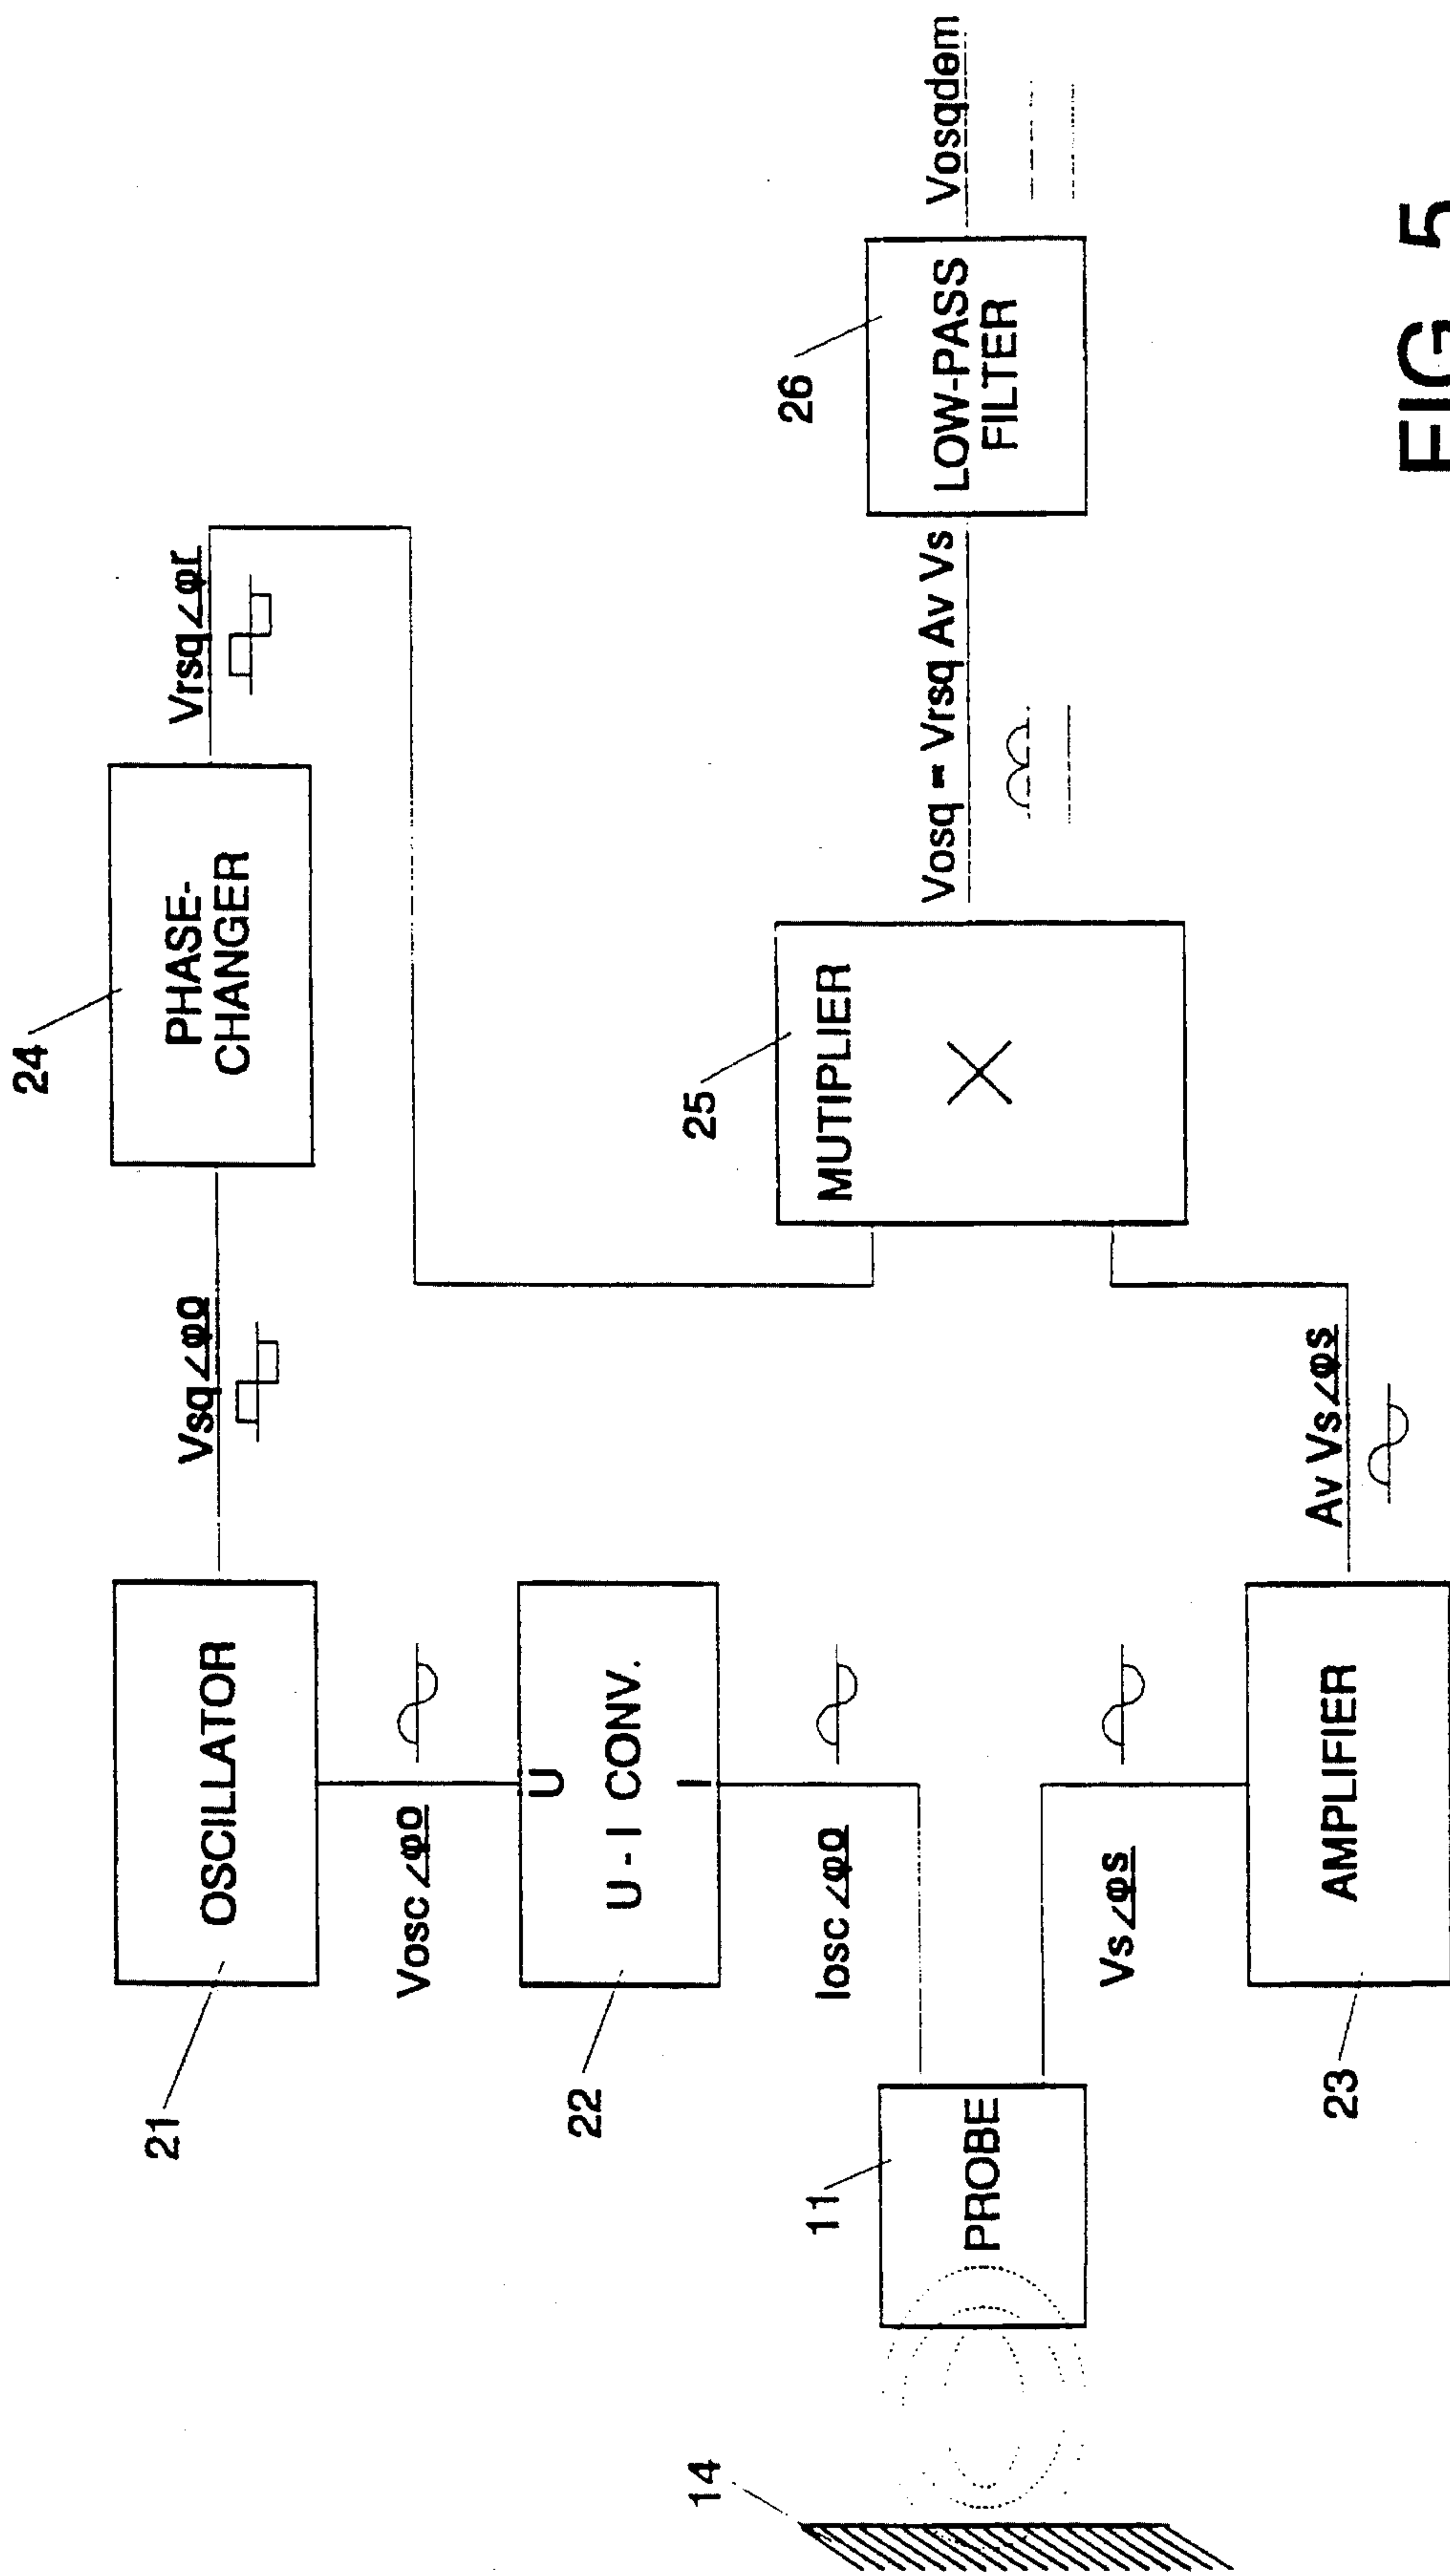 24
PHASE-
CHANGER
Vsq∠φo
Vrsq∠φr
21
OSCILLATOR
Vosc∠φo
22
U
U - I CONV.
I
Iosc∠φo
25
MUTIPLIER
Vosq = Vrsq Av Vs
26
LOW-PASS
FILTER
Vosqdem
14
11
PROBE
Vs∠φs
23
AMPLIFIER
Av Vs∠φs
FIG. 5